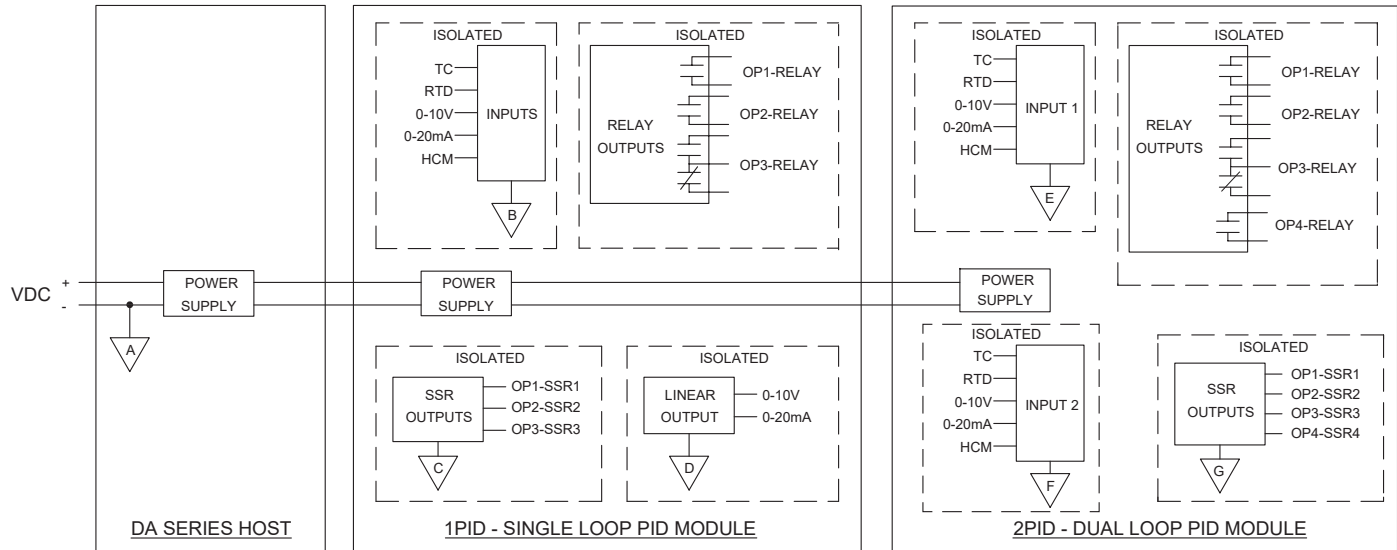 VDC
+
-
POWER
SUPPLY
A
DA SERIES HOST
ISOLATED
TC
RTD
0-10V
0-20mA
HCM
INPUTS
B
ISOLATED
RELAY
OUTPUTS
OP1-RELAY
OP2-RELAY
OP3-RELAY
POWER
SUPPLY
ISOLATED
SSR
OUTPUTS
OP1-SSR1
OP2-SSR2
OP3-SSR3
C
ISOLATED
LINEAR
OUTPUT
0-10V
0-20mA
D
1PID - SINGLE LOOP PID MODULE
ISOLATED
TC
RTD
0-10V
0-20mA
HCM
INPUT 1
E
ISOLATED
RELAY
OUTPUTS
OP1-RELAY
OP2-RELAY
OP3-RELAY
OP4-RELAY
POWER
SUPPLY
ISOLATED
TC
RTD
0-10V
0-20mA
HCM
INPUT 2
F
ISOLATED
SSR
OUTPUTS
OP1-SSR1
OP2-SSR2
OP3-SSR3
OP4-SSR4
G
2PID - DUAL LOOP PID MODULE